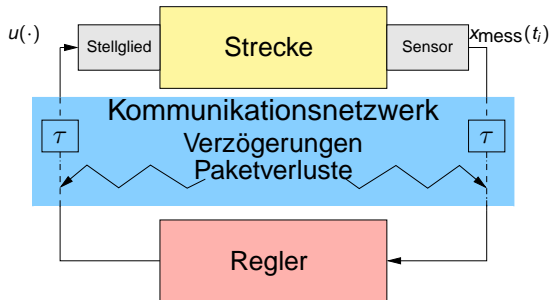 u(·)
Stellglied
Strecke
Sensor
x_mess(t_i)
Kommunikationsnetzwerk
τ
Verzögerungen
τ
Paketverluste
Regler